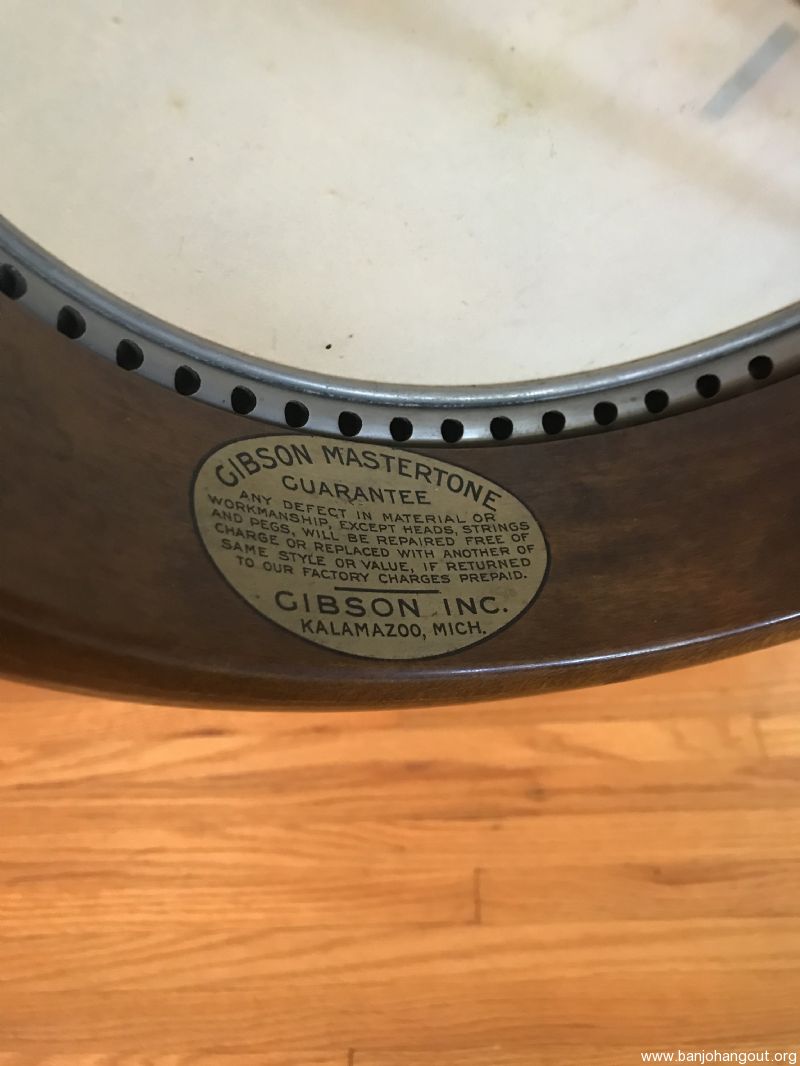 GIBSON MASTERTONE
GUARANTEE
ANY DEFECT IN MATERIAL OR
WORKMANSHIP, EXCEPT HEADS, STRINGS
AND PEGS, WILL BE REPAIRED FREE OF
CHARGE OR REPLACED WITH ANOTHER OF
SAME STYLE OR VALUE, IF RETURNED
TO OUR FACTORY CHARGES PREPAID.
GIBSON INC.
KALAMAZOO, MICH.
www.banjohangout.org